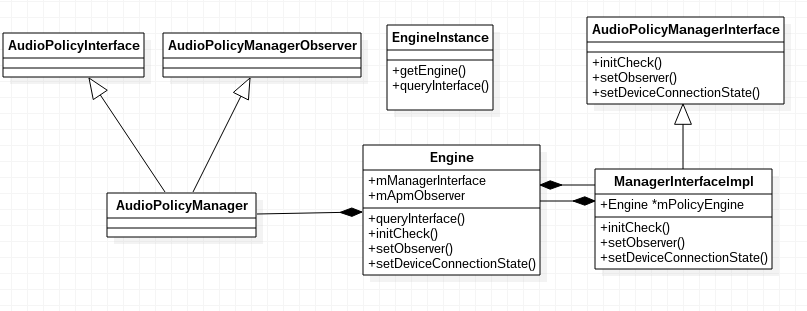 AudioPolicyInterface
AudioPolicyManagerObserver
EngineInstance
+getEngine()
+queryInterface()
AudioPolicyManagerInterface
+initCheck()
+setObserver()
+setDeviceConnectionState()
AudioPolicyManager
Engine
+mManagerInterface
+mApmObserver
+queryInterface()
+initCheck()
+setObserver()
+setDeviceConnectionState()
ManagerInterfaceImpl
+Engine *mPolicyEngine
+initCheck()
+setObserver()
+setDeviceConnectionState()